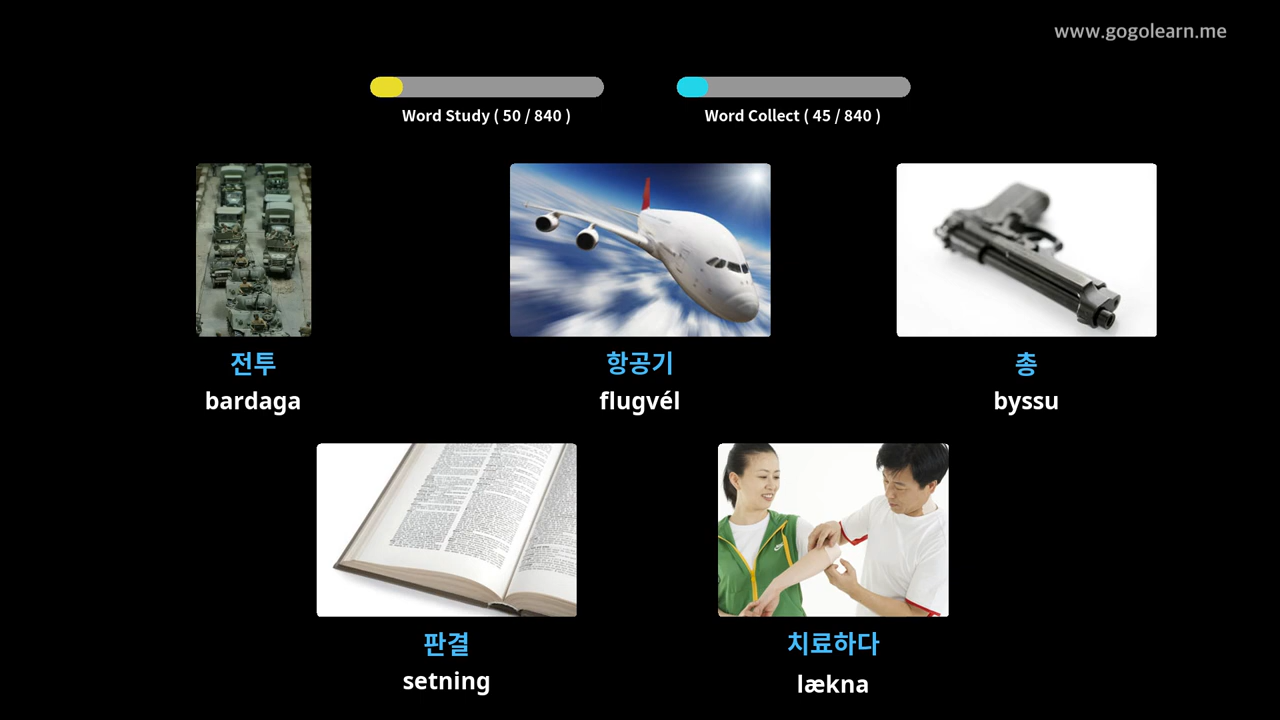 www.gogolearn.me
Word Study ( 50 / 840 )
Word Collect ( 45 / 840 )
전투
bardaga
항공기
flugvél
총
byssu
판결
setning
치료하다
lækna